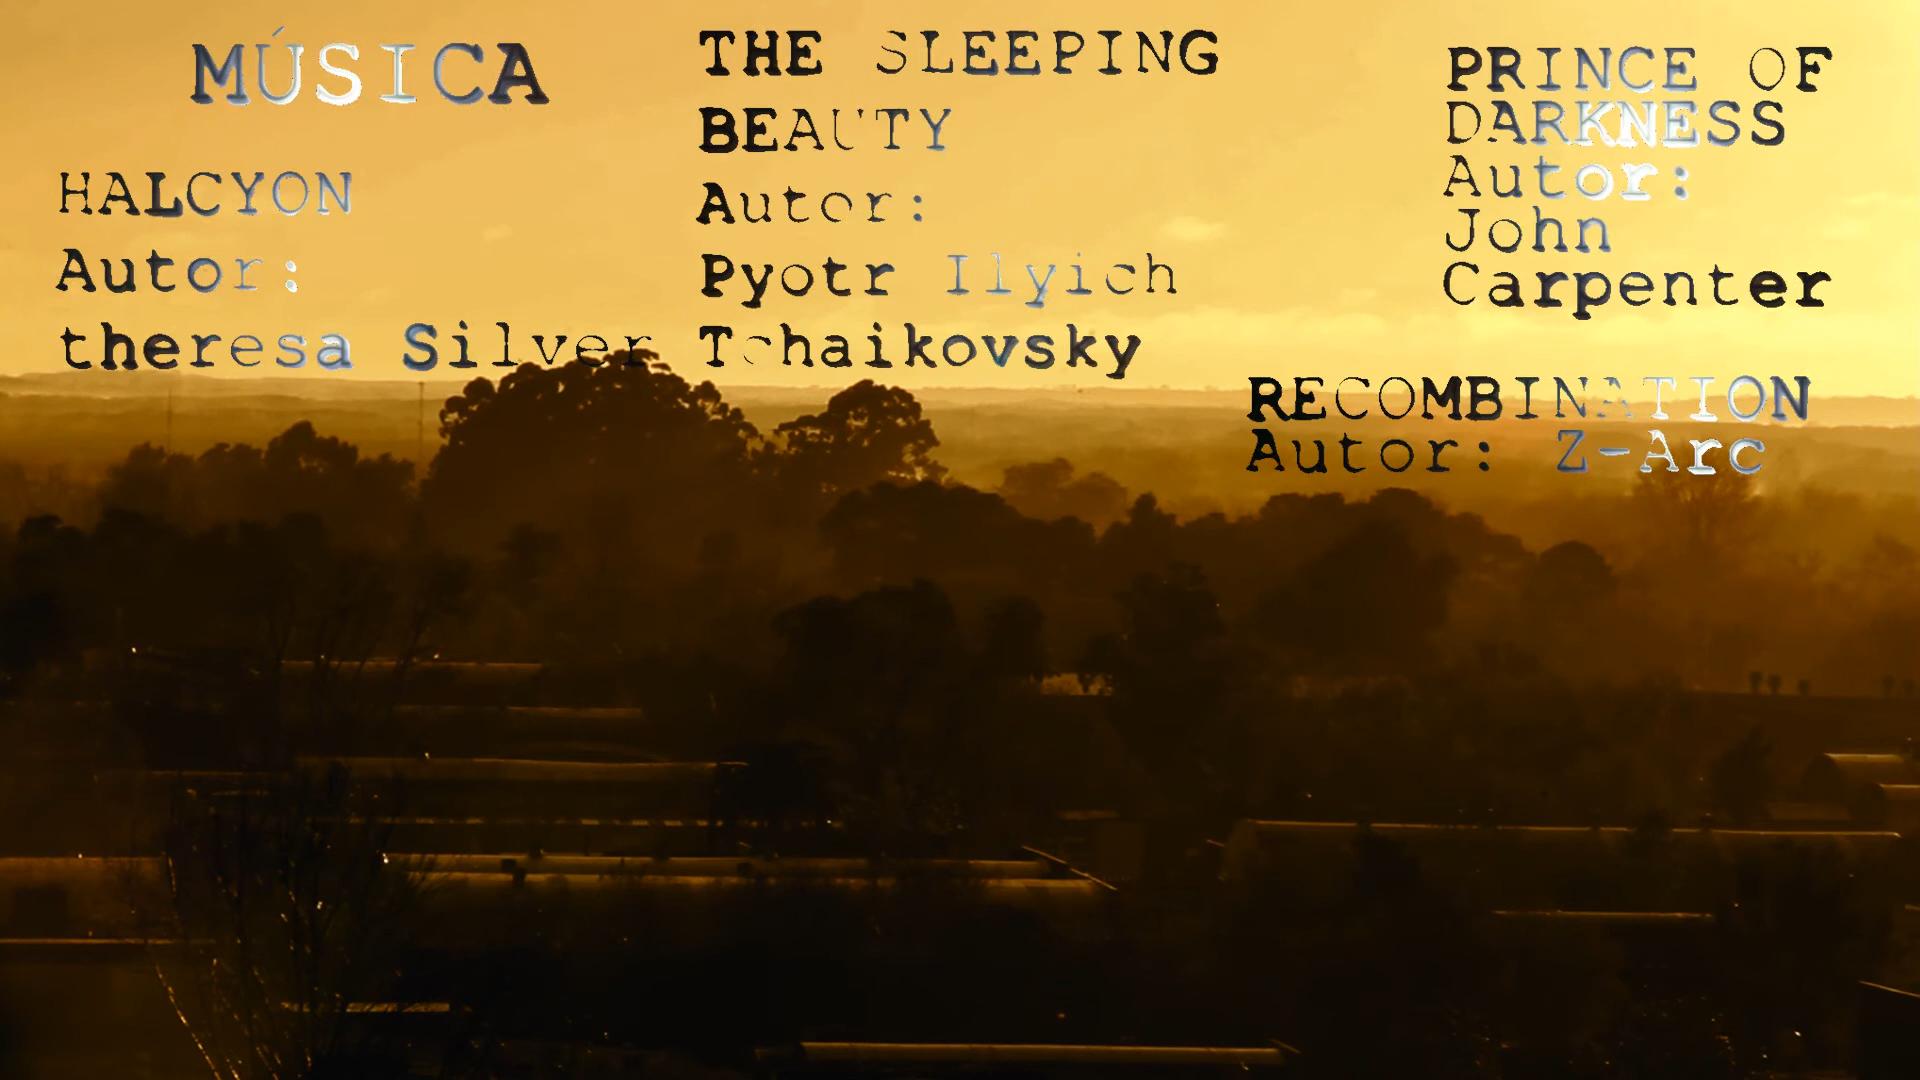 MÚSICA
HALCYON
Autor:
theresa Silver
THE SLEEPING
BEAUTY
Autor:
Pyotr Ilyich
Tchaikovsky
PRINCE OF
DARKNESS
Autor:
John
Carpenter
RECOMBINATION
Autor: Z-Arc